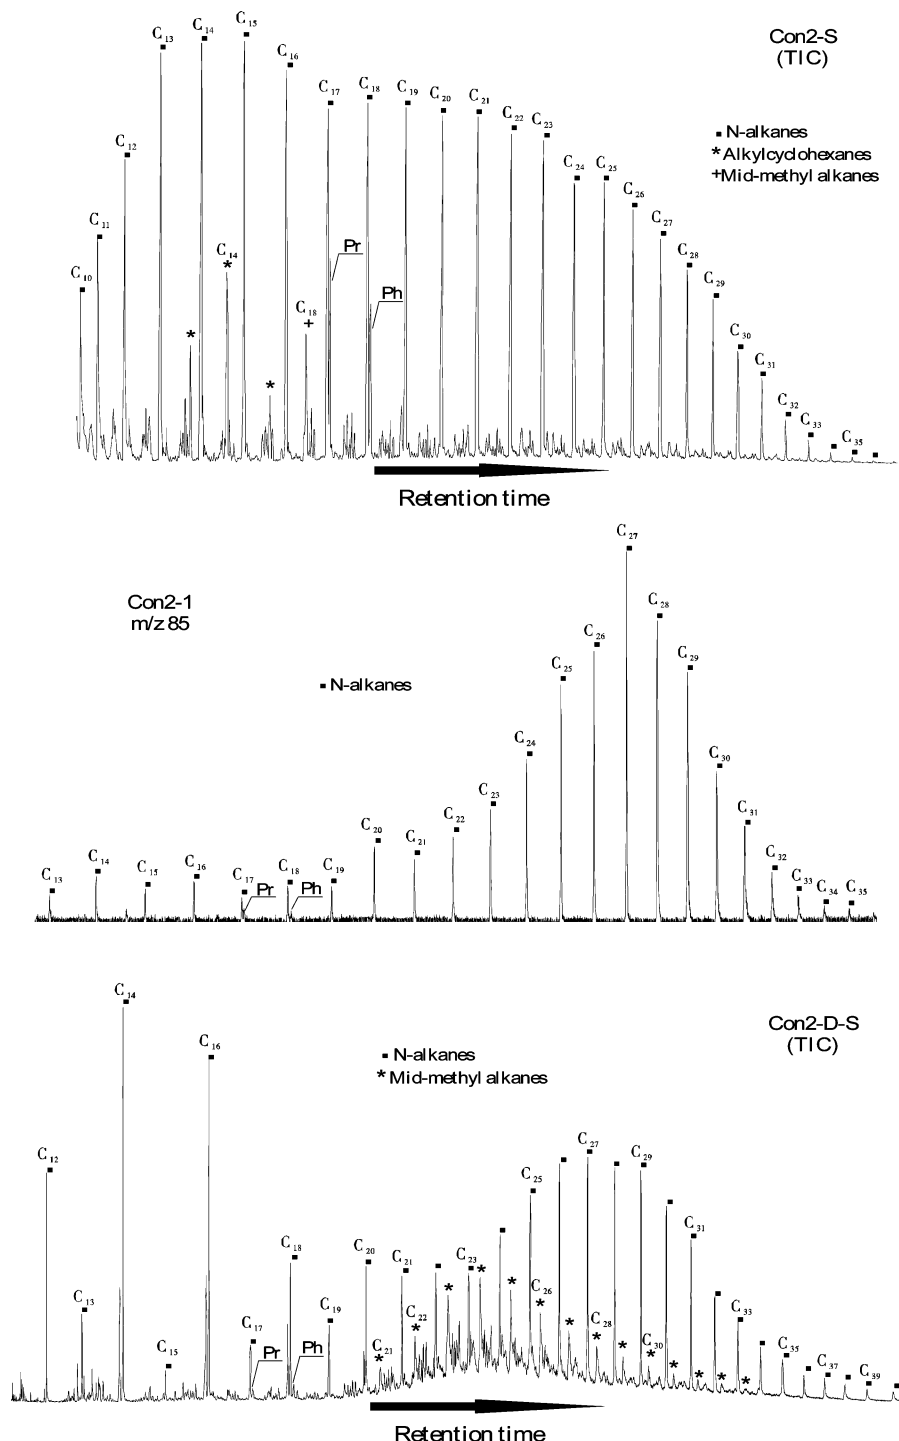 Con2-S
(TIC)
N-alkanes
* Alkylcyclohexanes
+ Mid-methyl alkanes
C10 C11 C12 C13 C14 C15 C16 C17 C18 C19 C20 C21 C22 C23 C24 C25 C26 C27 C28 C29 C30 C31 C32 C33 C35
* C14 * * C18 +
Pr
Ph
Retention time
Con2-1
m/z 85
N-alkanes
C13 C14 C15 C16 C17 C18 C19 C20 C21 C22 C23 C24 C25 C26 C27 C28 C29 C30 C31 C32 C33 C34 C35
Pr Ph
Con2-D-S
(TIC)
N-alkanes
* Mid-methyl alkanes
C12 C13 C14 C15 C16 C17 C18 C19 C20 C21 C23 C25 C27 C29 C31 C33 C35 C37 C39
C21 C22 C26 C28 C30
Pr Ph
Retention time